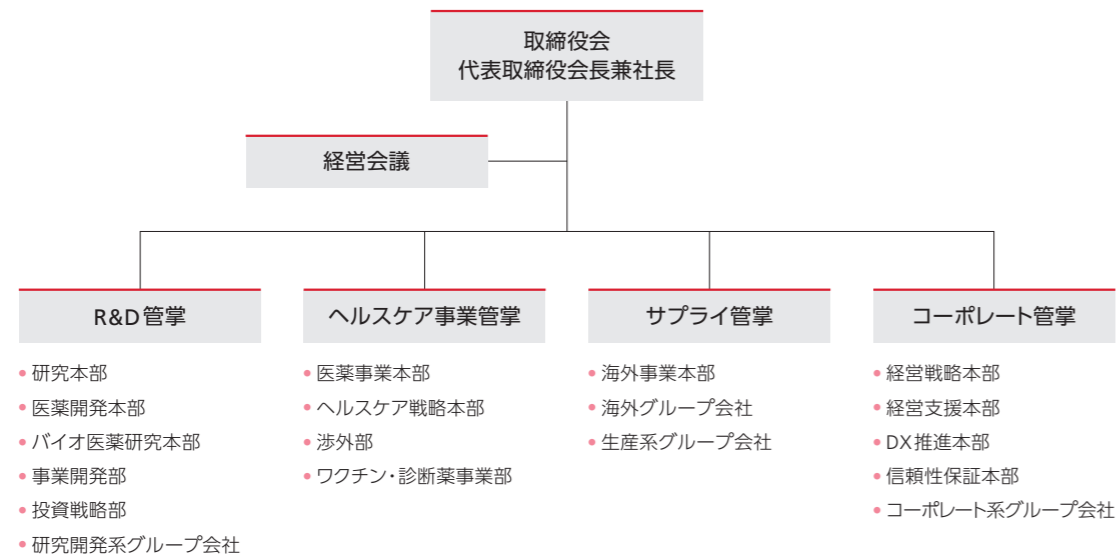 取締役会
代表取締役会長兼社長
経営会議
R&D管掌
・研究本部
・医薬開発本部
・バイオ医薬研究本部
・事業開発部
・投資戦略部
・研究開発系グループ会社
ヘルスケア事業管掌
・医薬事業本部
・ヘルスケア戦略本部
・渉外部
・ワクチン・診断薬事業部
サプライ管掌
・海外事業本部
・海外グループ会社
・生産系グループ会社
コーポレート管掌
・経営戦略本部
・経営支援本部
・DX推進本部
・信頼性保証本部
・コーポレート系グループ会社